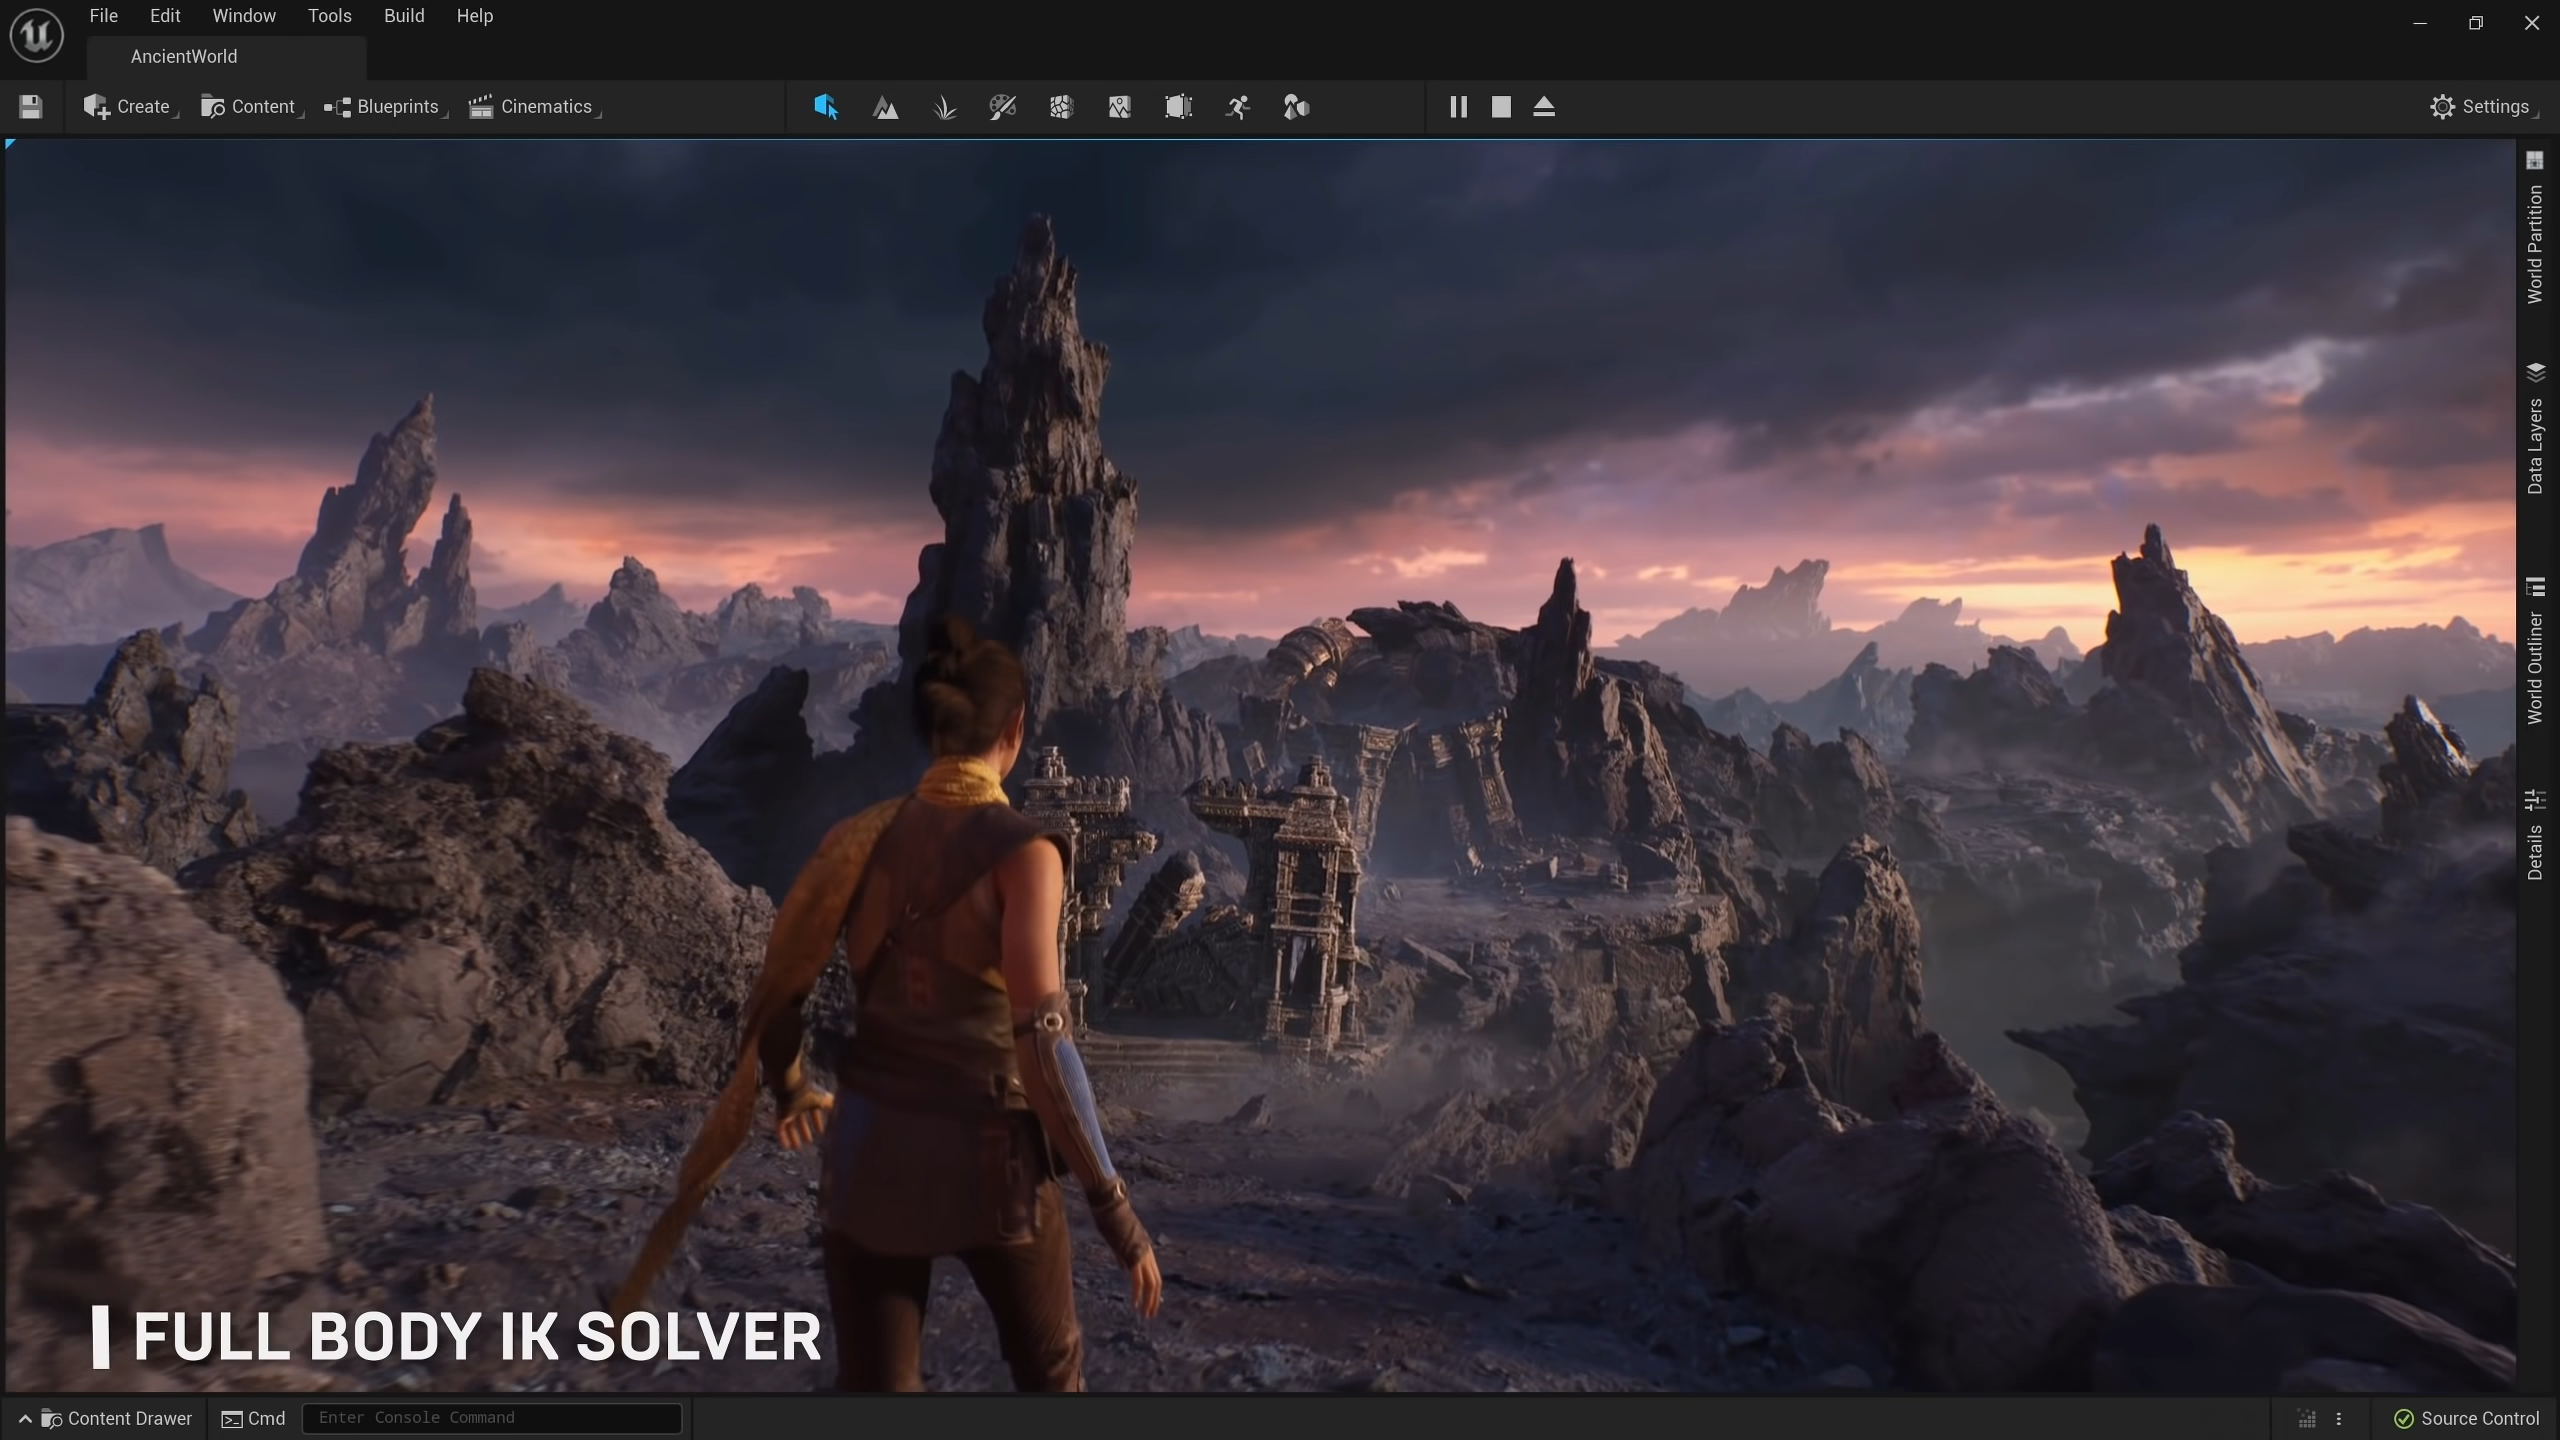 File Edit Window Tools Build Help
AncientWorld
Create Content Blueprints Cinematics Settings
World Partition
Data Layers
World Outliner
Details
FULL BODY IK SOLVER
Content Drawer Cmd Enter Console Command Source Control